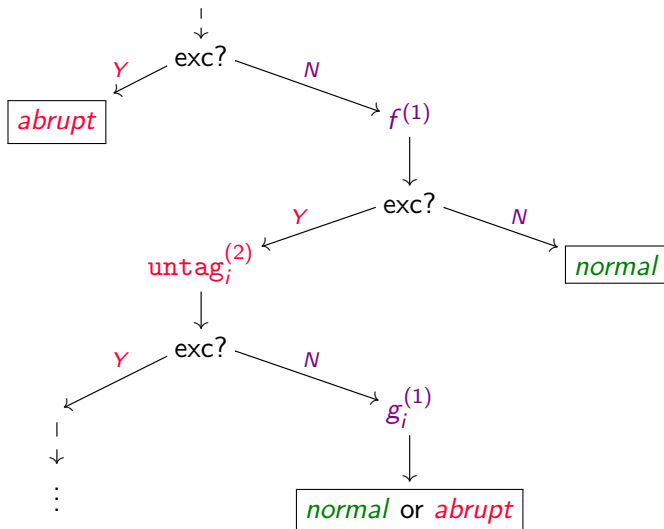 exc?
Y N
abrupt f^(1)
exc?
Y N
untag_i^(2) normal
exc?
Y N
g_i^(1)
⋮ normal or abrupt